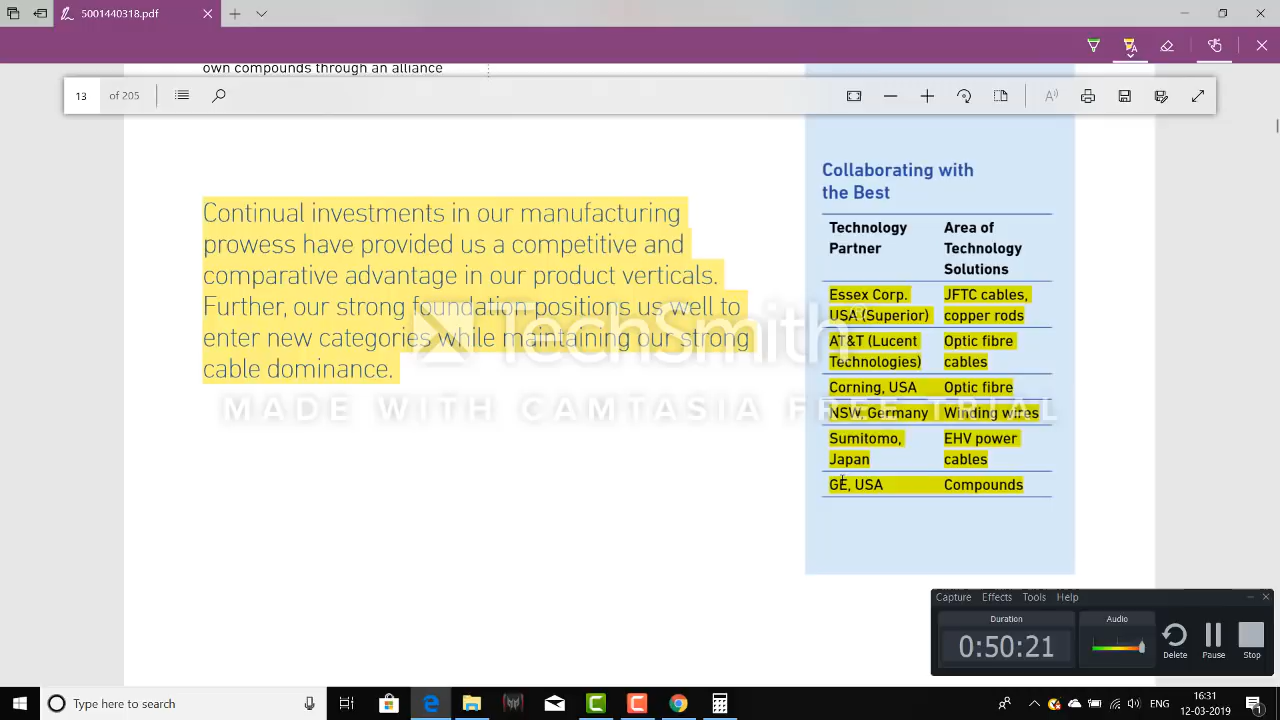 5001440318.pdf
own compounds through an alliance
13 of 205
Continual investments in our manufacturing
prowess have provided us a competitive and
comparative advantage in our product verticals.
Further, our strong foundation positions us well to
enter new categories while maintaining our strong
cable dominance.
Collaborating with
the Best
Technology Partner
Area of Technology Solutions
Essex Corp. USA (Superior)
JFTC cables, copper rods
AT&T (Lucent Technologies)
Optic fibre cables
Corning, USA
Optic fibre
NSW, Germany
Winding wires
Sumitomo, Japan
EHV power cables
GE, USA
Compounds
TechSmith
MADE WITH CAMTASIA FREE TRIAL
Capture Effects Tools Help
Duration
0:50:21
Audio
Delete
Pause
Stop
Type here to search
ENG
16:31
12-03-2019